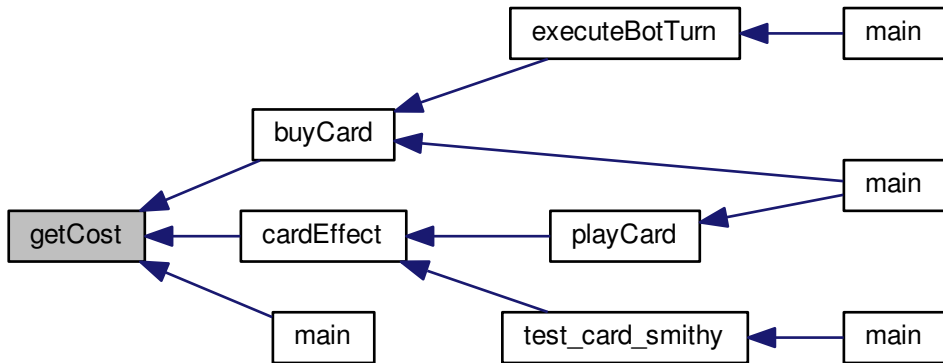 executeBotTurn
main
buyCard
main
getCost
cardEffect
playCard
main
test_card_smithy
main